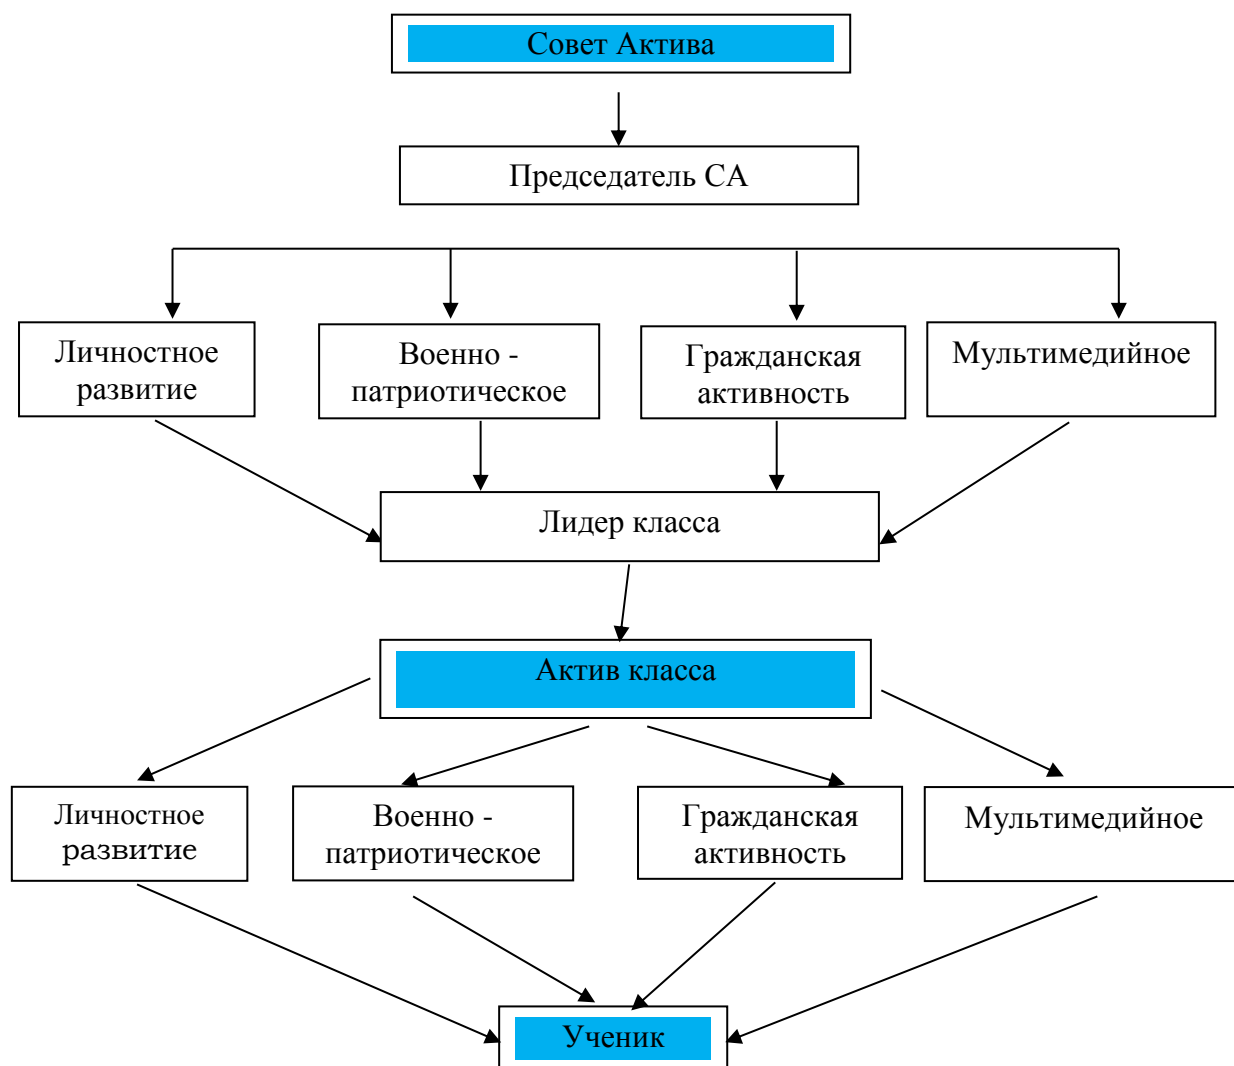 Совет Актива
Председатель СА
Личностное
развитие
Военно -
патриотическое
Гражданская
активность
Мультимедийное
Лидер класса
Актив класса
Личностное
развитие
Военно -
патриотическое
Гражданская
активность
Мультимедийное
Ученик